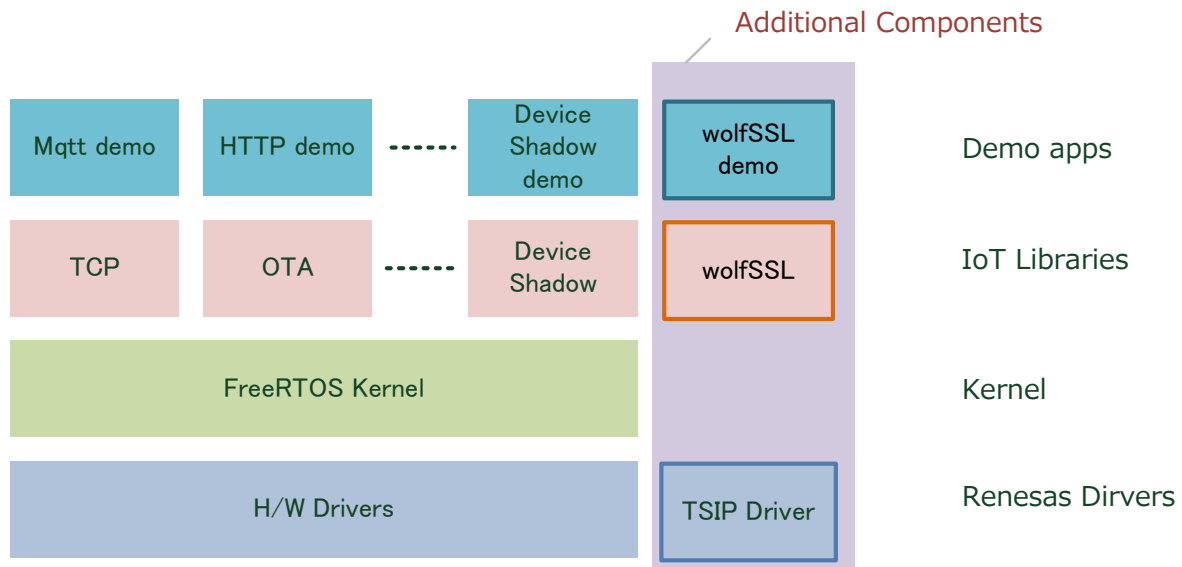 Additional Components
Mqtt demo
HTTP demo
Device
Shadow
demo
wolfSSL
demo
Demo apps
TCP
OTA
Device
Shadow
wolfSSL
IoT Libraries
FreeRTOS Kernel
Kernel
H/W Drivers
TSIP Driver
Renesas Dirvers